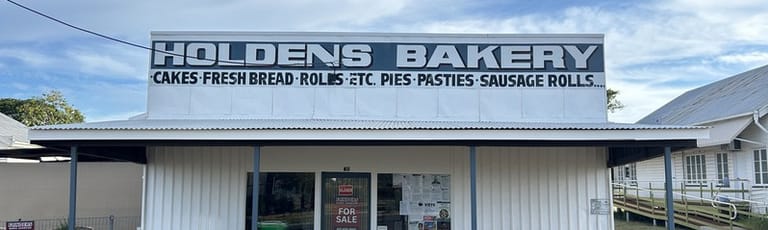 HOLDENS BAKERY
·CAKES·FRESH BREAD·ROLLS·ETC. PIES·PASTIES·SAUSAGE ROLLS...
FOR
SALE